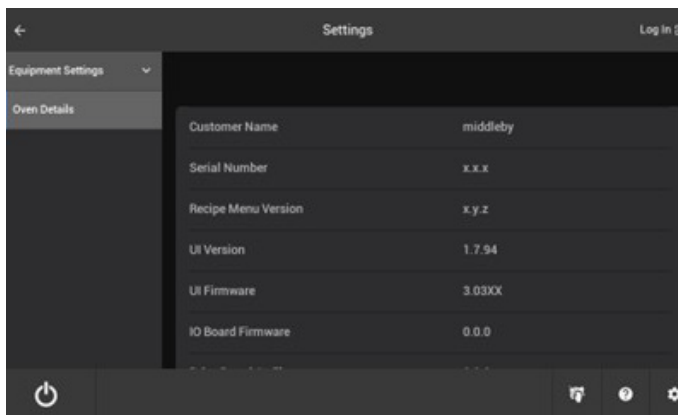 Settings
Log In
Equipment Settings
Oven Details
Customer Name middleby
Serial Number x.x.x
Recipe Menu Version x.y.z
UI Version 1.7.94
UI Firmware 3.03XX
IO Board Firmware 0.0.0